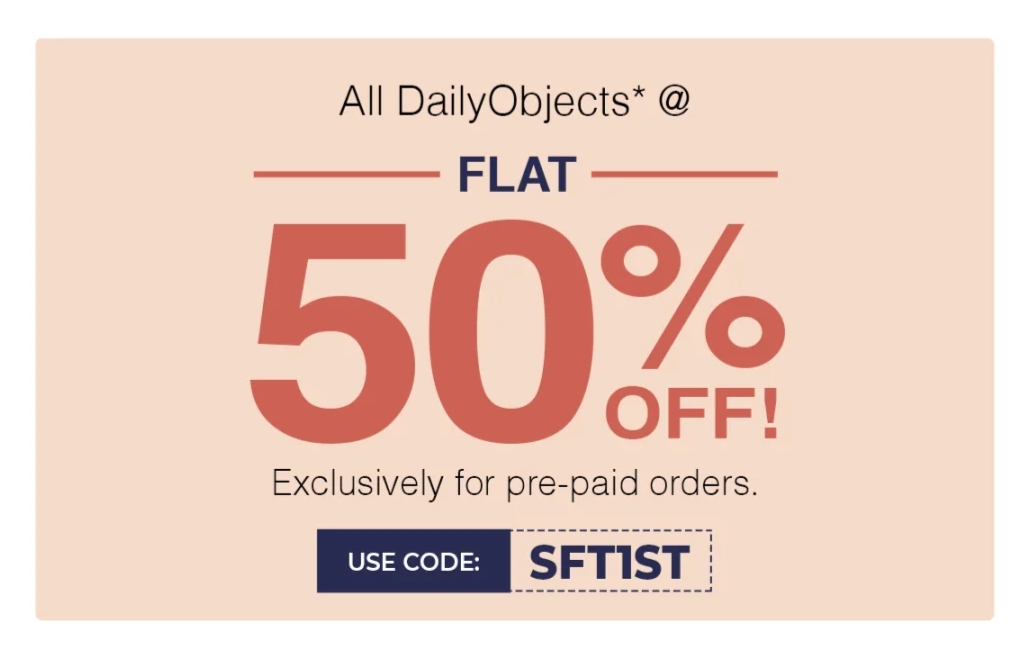 All DailyObjects* @
FLAT
50%
OFF!
Exclusively for pre-paid orders.
USE CODE: SFT1ST